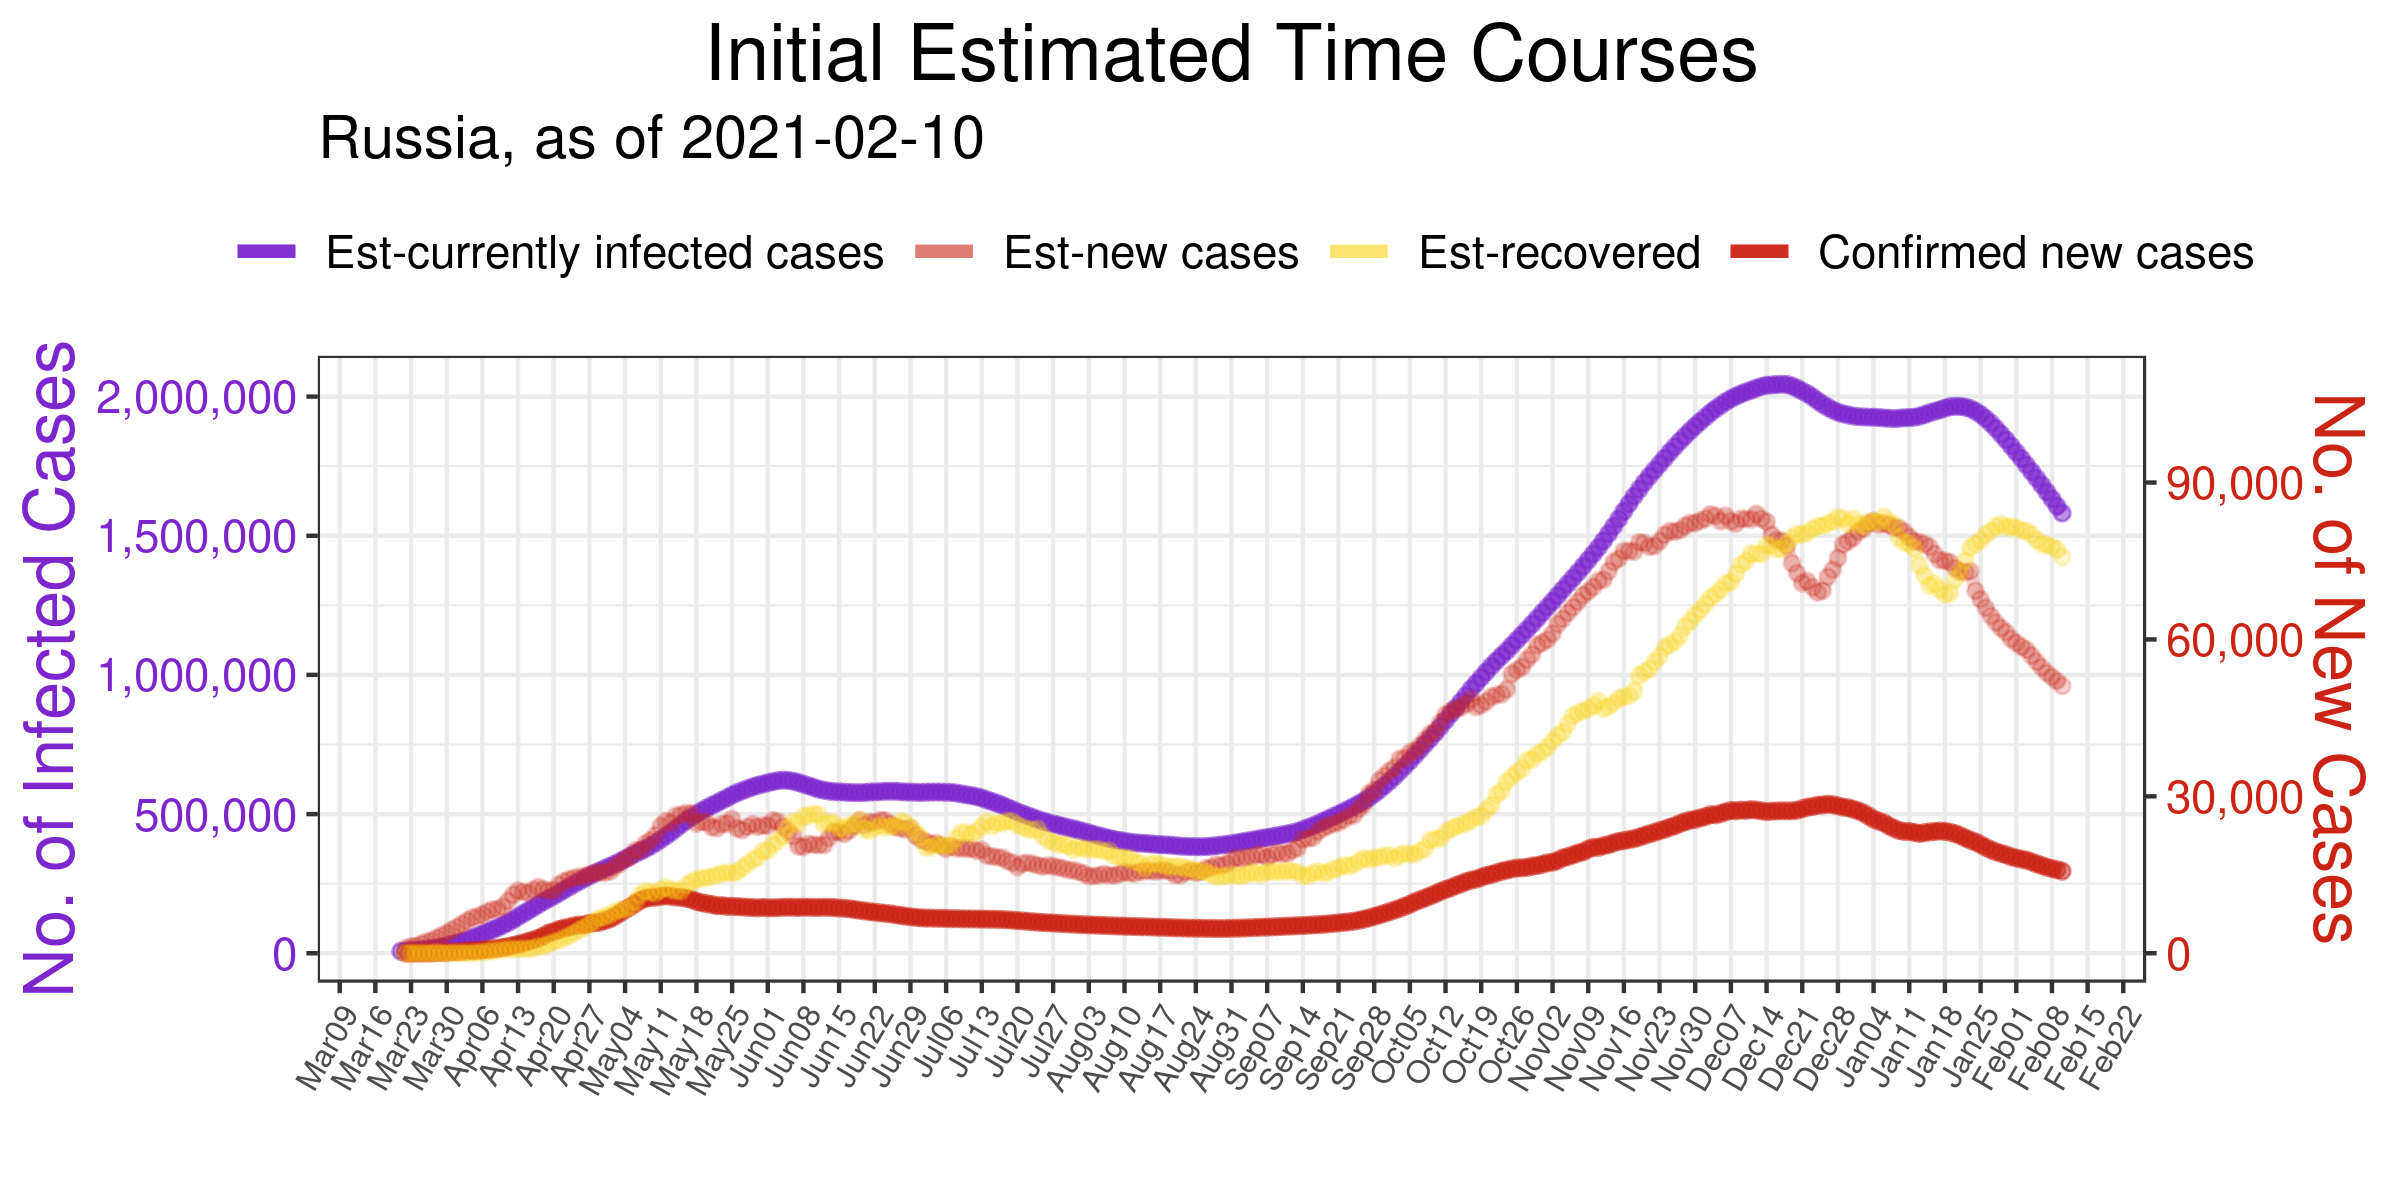 Initial Estimated Time Courses
Russia, as of 2021-02-10
Est-currently infected cases Est-new cases Est-recovered Confirmed new cases
No. of Infected Cases
2,000,000
1,500,000
1,000,000
500,000
0
90,000
60,000
30,000
0
No. of New Cases
Mar09 Mar16 Mar23 Mar30 Apr06 Apr13 Apr20 Apr27 May04 May11 May18 May25 Jun01 Jun08 Jun15 Jun22 Jun29 Jul06 Jul13 Jul20 Jul27 Aug03 Aug10 Aug17 Aug24 Aug31 Sep07 Sep14 Sep21 Sep28 Oct05 Oct12 Oct19 Oct26 Nov02 Nov09 Nov16 Nov23 Nov30 Dec07 Dec14 Dec21 Dec28 Jan04 Jan11 Jan18 Jan25 Feb01 Feb08 Feb15 Feb22